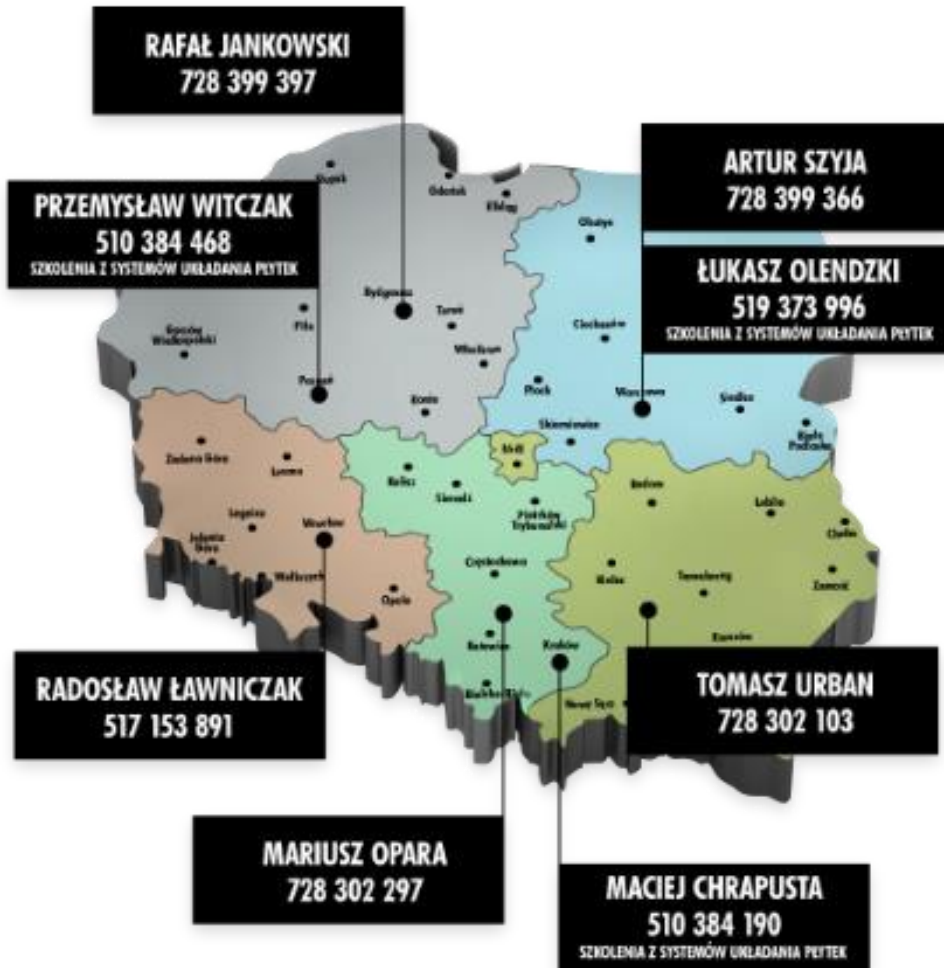 RAFAŁ JANKOWSKI
728 399 397
ARTUR SZYJA
728 399 366
PRZEMYSŁAW WITCZAK
510 384 468
SZKOLENIA Z SYSTEMÓW UKŁADANIA PŁYTEK
ŁUKASZ OLENDZKI
519 373 996
SZKOLENIA Z SYSTEMÓW UKŁADANIA PŁYTEK
Słupsk
Gdańsk
Elbląg
Olsztyn
Bydgoszcz
Piła
Toruń
Ciechanów
Gorzów
Wielkopolski
Włocławek
Poznań
Konin
Płock
Warszawa
Siedlce
Skierniewice
Biała
Podlaska
Zielona Góra
Leszno
Kalisz
Sieradz
Łódź
Radom
Lublin
Piotrków
Trybunalski
Chełm
Legnica
Wrocław
Jelenia
Góra
Wałbrzych
Opole
Częstochowa
Kielce
Tarnobrzeg
Zamość
Katowice
Kraków
Rzeszów
Nowy Sącz
RADOSŁAW ŁAWNICZAK
517 153 891
TOMASZ URBAN
728 302 103
MARIUSZ OPARA
728 302 297
MACIEJ CHRAPUSTA
510 384 190
SZKOLENIA Z SYSTEMÓW UKŁADANIA PŁYTEK